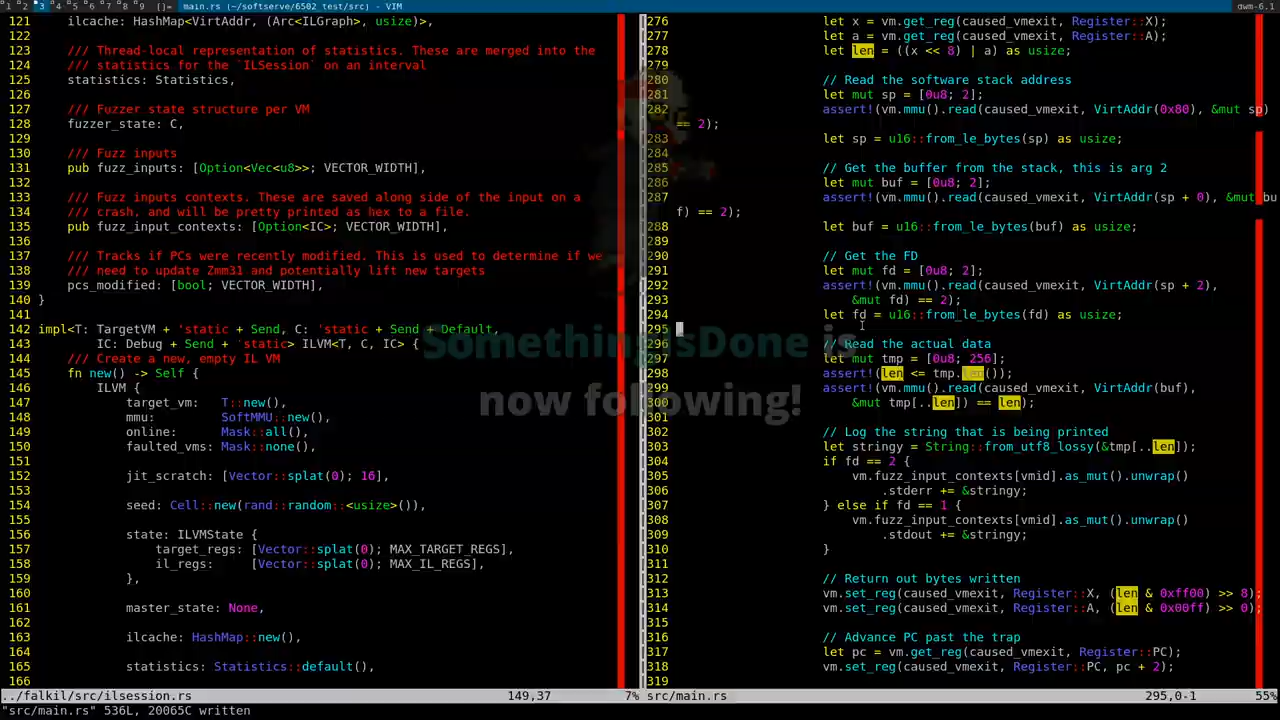 1 2 3 4 5 6 7 8 9 []= main.rs (~/softserve/6502_test/src) - VIM dwm-6.1
121 ilcache: HashMap<VirtAddr, (Arc<ILGraph>, usize)>,
122
123 /// Thread-local representation of statistics. These are merged into the
124 /// statistics for the `ILSession` on an interval
125 statistics: Statistics,
126
127 /// Fuzzer state structure per VM
128 fuzzer_state: C,
129
130 /// Fuzz inputs
131 pub fuzz_inputs: [Option<Vec<u8>>; VECTOR_WIDTH],
132
133 /// Fuzz inputs contexts. These are saved along side of the input on a
134 /// crash, and will be pretty printed as hex to a file.
135 pub fuzz_input_contexts: [Option<IC>; VECTOR_WIDTH],
136
137 /// Tracks if PCs were recently modified. This is used to determine if we
138 /// need to update Zmm31 and potentially lift new targets
139 pcs_modified: [bool; VECTOR_WIDTH],
140 }
141
142 impl<T: TargetVM + 'static + Send, C: 'static + Send + Default,
143 IC: Debug + Send + 'static> ILVM<T, C, IC> {
144 /// Create a new, empty IL VM
145 fn new() -> Self {
146 ILVM {
147 target_vm: T::new(),
148 mmu: SoftMMU::new(),
149 online: Mask::all(),
150 faulted_vms: Mask::none(),
151
152 jit_scratch: [Vector::splat(0); 16],
153
154 seed: Cell::new(rand::random::<usize>()),
155
156 state: ILVMState {
157 target_regs: [Vector::splat(0); MAX_TARGET_REGS],
158 il_regs: [Vector::splat(0); MAX_IL_REGS],
159 },
160
161 master_state: None,
162
163 ilcache: HashMap::new(),
164
165 statistics: Statistics::default(),
166
../falkil/src/ilsession.rs 149,37 7%
276 let x = vm.get_reg(caused_vmexit, Register::X);
277 let a = vm.get_reg(caused_vmexit, Register::A);
278 let len = ((x << 8) | a) as usize;
279
280 // Read the software stack address
281 let mut sp = [0u8; 2];
282 assert!(vm.mmu().read(caused_vmexit, VirtAddr(0x80), &mut sp)
== 2);
283 let sp = u16::from_le_bytes(sp) as usize;
284
285 // Get the buffer from the stack, this is arg 2
286 let mut buf = [0u8; 2];
287 assert!(vm.mmu().read(caused_vmexit, VirtAddr(sp + 0), &mut bu
f) == 2);
288 let buf = u16::from_le_bytes(buf) as usize;
289
290 // Get the FD
291 let mut fd = [0u8; 2];
292 assert!(vm.mmu().read(caused_vmexit, VirtAddr(sp + 2),
293 &mut fd) == 2);
294 let fd = u16::from_le_bytes(fd) as usize;
295
296 // Read the actual data
297 let mut tmp = [0u8; 256];
298 assert!(len <= tmp.len());
299 assert!(vm.mmu().read(caused_vmexit, VirtAddr(buf),
300 &mut tmp[..len]) == len);
301
302 // Log the string that is being printed
303 let stringy = String::from_utf8_lossy(&tmp[..len]);
304 if fd == 2 {
305 vm.fuzz_input_contexts[vmid].as_mut().unwrap()
306 .stderr += &stringy;
307 } else if fd == 1 {
308 vm.fuzz_input_contexts[vmid].as_mut().unwrap()
309 .stdout += &stringy;
310 }
311
312 // Return out bytes written
313 vm.set_reg(caused_vmexit, Register::X, (len & 0xff00) >> 8);
314 vm.set_reg(caused_vmexit, Register::A, (len & 0x00ff) >> 0);
315
316 // Advance PC past the trap
317 let pc = vm.get_reg(caused_vmexit, Register::PC);
318 vm.set_reg(caused_vmexit, Register::PC, pc + 2);
319
src/main.rs 295,0-1 55%
SomethingsDone is
now following!
"src/main.rs" 536L, 20065C written